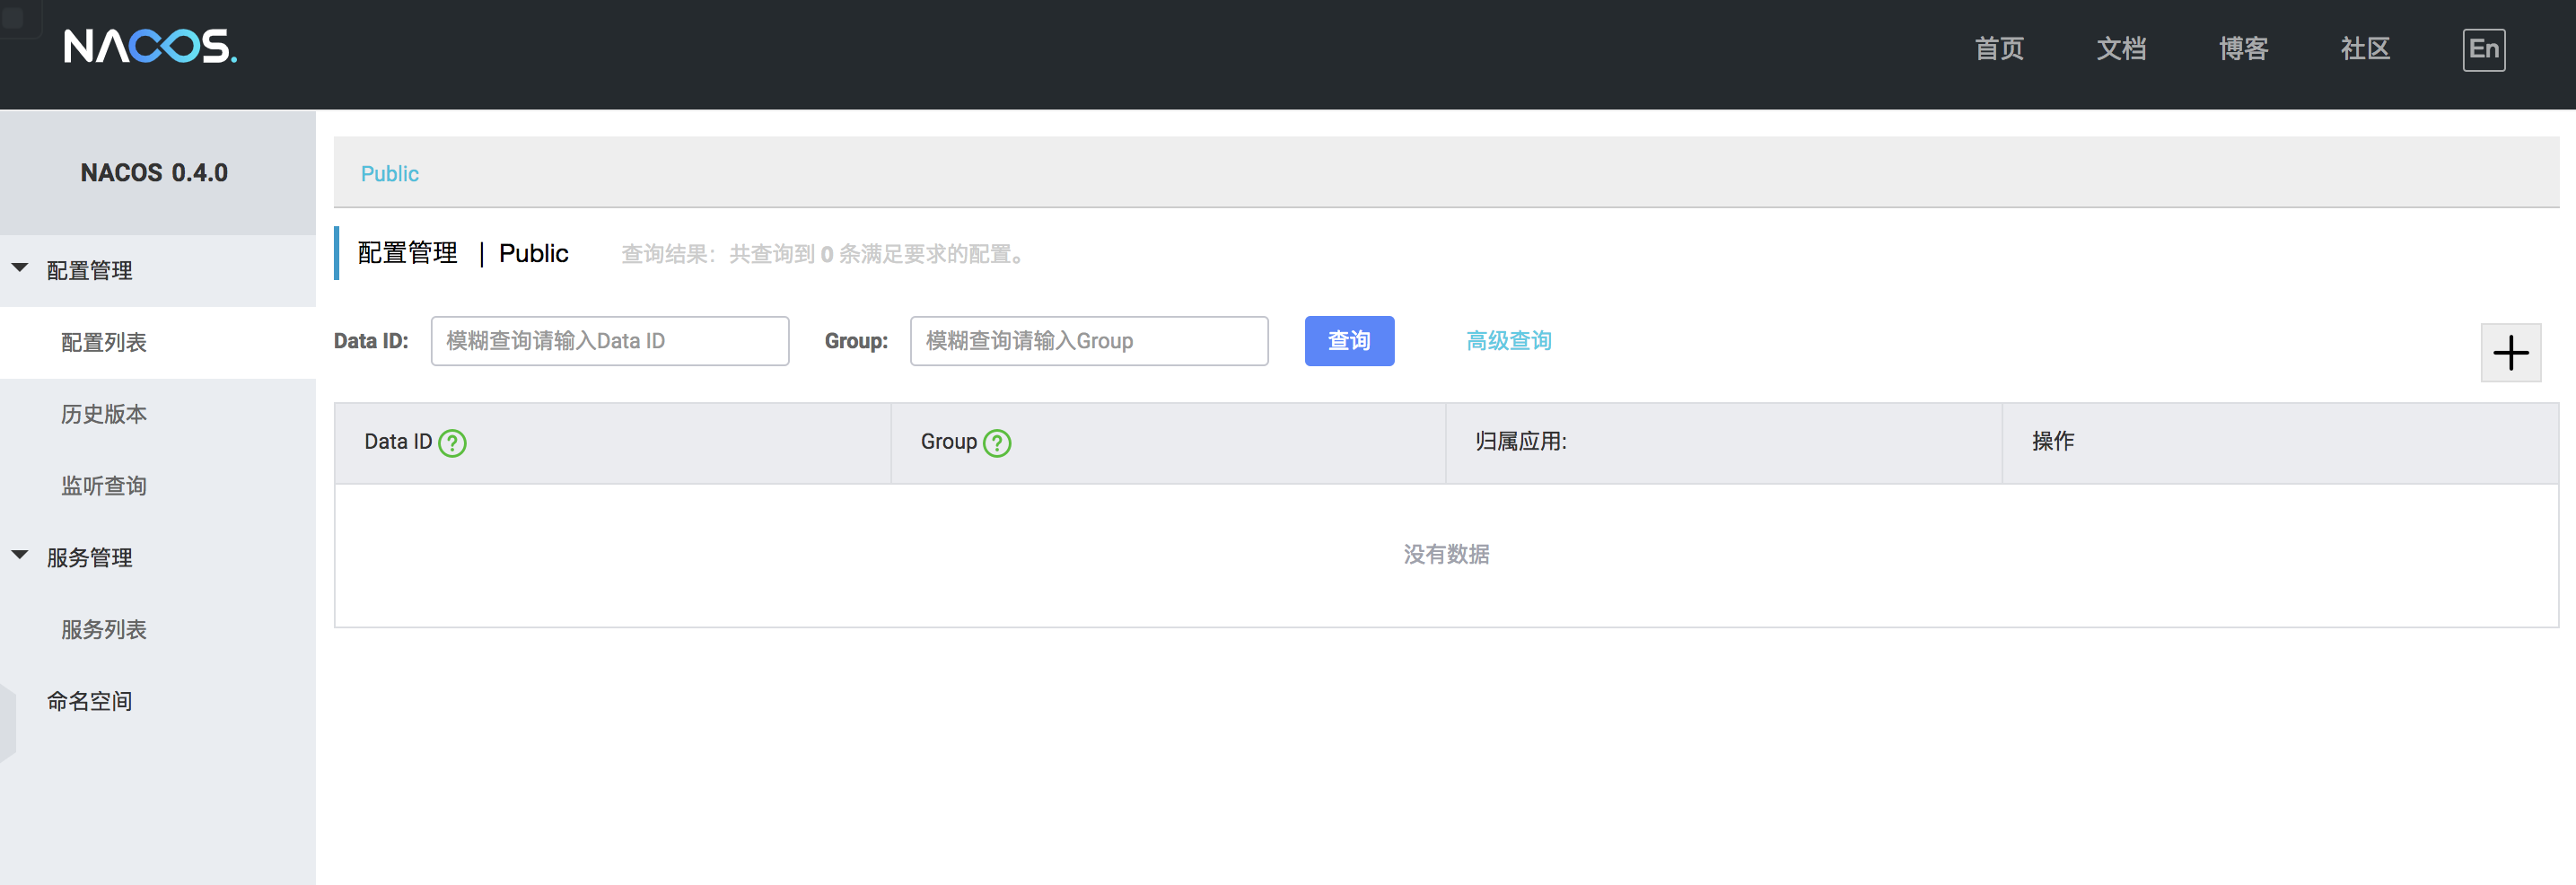 NACOS.
首页 文档 博客 社区 En
NACOS 0.4.0
配置管理
配置列表
历史版本
监听查询
服务管理
服务列表
命名空间
Public
配置管理 | Public 查询结果：共查询到 0 条满足要求的配置。
Data ID: 模糊查询请输入Data ID Group: 模糊查询请输入Group 查询 高级查询
Data ID ? Group ? 归属应用: 操作
没有数据